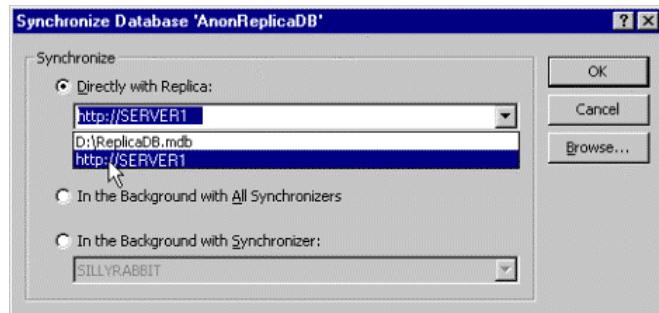 Synchronize Database 'AnonReplicaDB'
Synchronize
Directly with Replica:
http://SERVER1
D:\ReplicaDB.mdb
http://SERVER1
In the Background with All Synchronizers
In the Background with Synchronizer:
SILLYRABBIT
OK
Cancel
Browse...